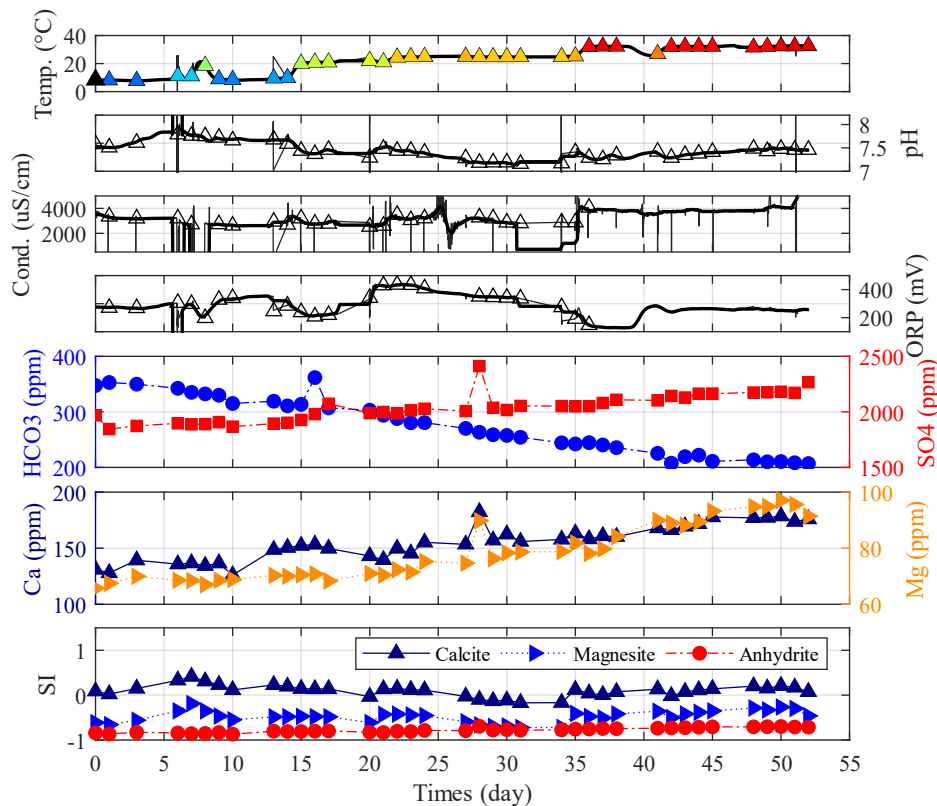 40
20
0
Temp. (°C)
8
7.5
7
pH
4000
2000
Cond. (uS/cm)
400
200
ORP (mV)
400
300
200
HCO3 (ppm)
2500
2000
1500
SO4 (ppm)
200
150
100
Ca (ppm)
100
80
60
Mg (ppm)
1
0
-1
SI
Calcite Magnesite Anhydrite
0 5 10 15 20 25 30 35 40 45 50 55
Times (day)